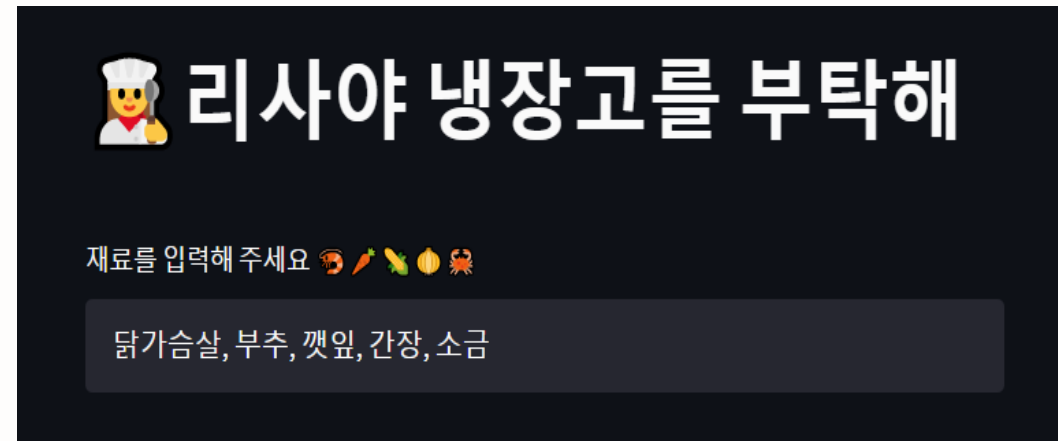 리사야 냉장고를 부탁해
재료를 입력해 주세요 🦐🥕🌽🧅🦀
닭가슴살, 부추, 깻잎, 간장, 소금